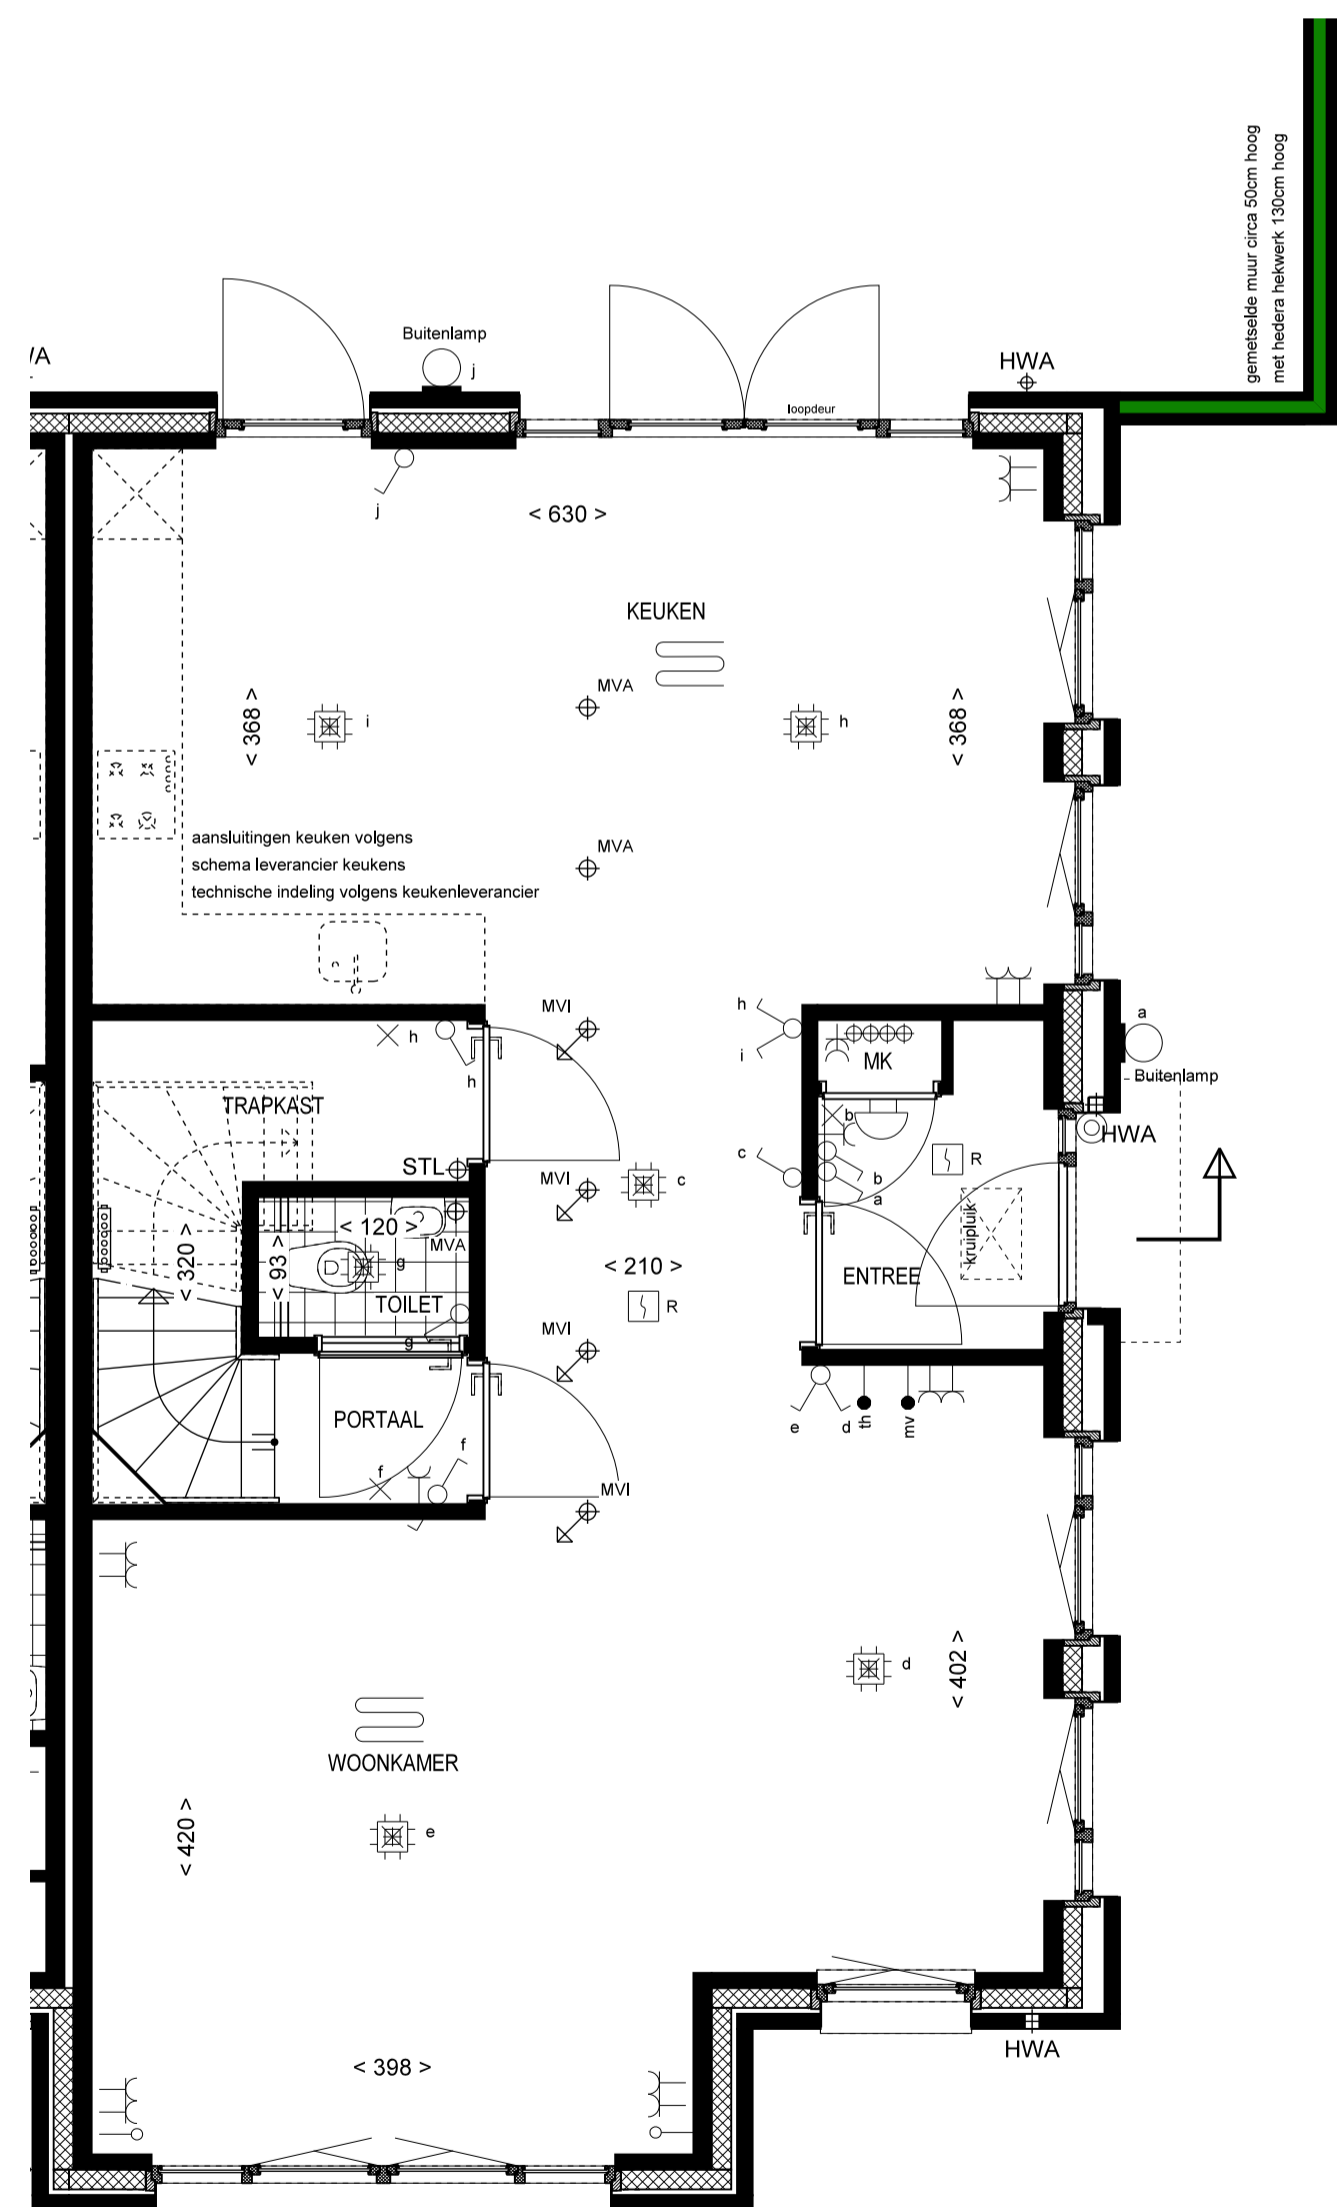 gemetselde muur circa 50cm hoog
met hedera hekwerk 130cm hoog
Buitenlamp
j
HWA
loopdeur
j
< 630 >
KEUKEN
MVA
< 368 >
i
h
< 368 >
aansluitingen keuken volgens
schema leverancier keukens
technische indeling volgens keukenleverancier
MVA
MVI
h
i
h
h
MK
a
Buitenlamp
HWA
TRAPKAST
b
c
b
a
R
STL
MVI
c
kruipluik
< 120 >
MVA
< 93 >
< 320 >
g
TOILET
g
< 210 >
R
ENTREE
MVI
PORTAAL
f
f
e
d
th
mv
MVI
d
< 402 >
WOONKAMER
< 420 >
e
< 398 >
HWA